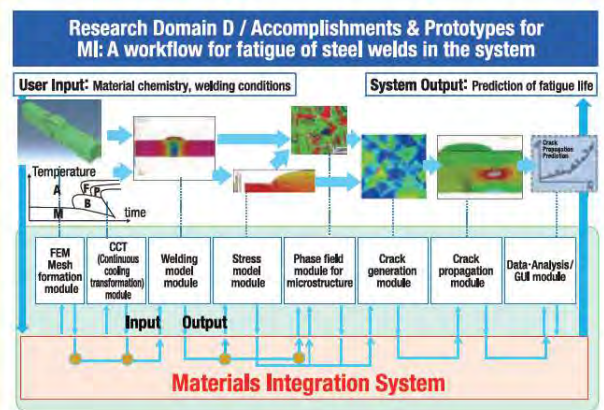 Research Domain D / Accomplishments & Prototypes for
MI: A workflow for fatigue of steel welds in the system
User Input: Material chemistry, welding conditions
System Output: Prediction of fatigue life
Temperature
A
F
P
B
M
time
Crack
Propagation
Prediction
FEM
Mesh
formation
module
CCT
(Continuous
cooling
transformation)
module
Welding
model
module
Stress
model
module
Phase field
module for
microstructure
Crack
generation
module
Crack
propagation
module
Data-Analysis/
GUI module
Input
Output
Materials Integration System